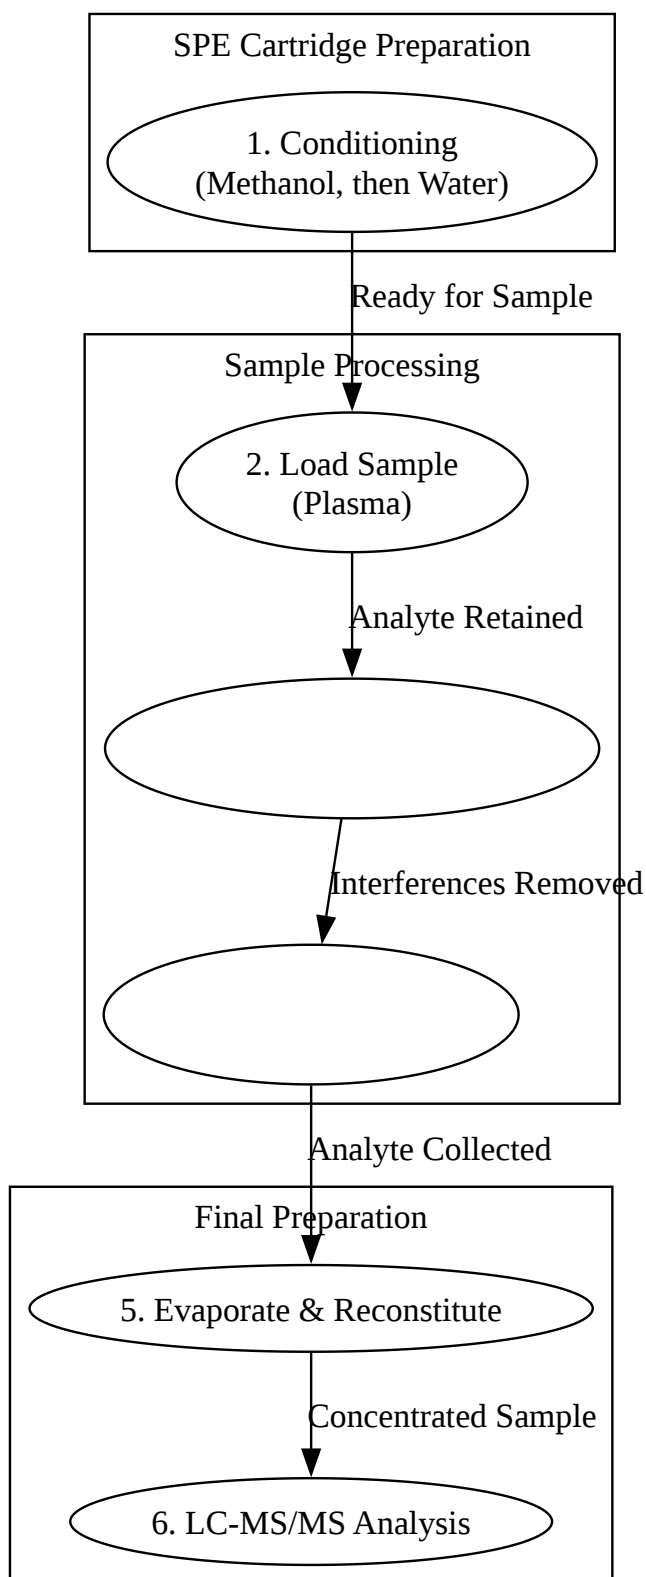 SPE Cartridge Preparation
1. Conditioning
(Methanol, then Water)
Ready for Sample
Sample Processing
2. Load Sample
(Plasma)
Analyte Retained
Interferences Removed
Analyte Collected
Final Preparation
5. Evaporate & Reconstitute
Concentrated Sample
6. LC-MS/MS Analysis